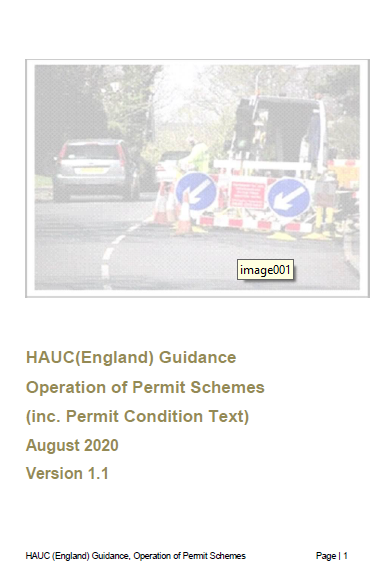 image001
HAUC(England) Guidance
Operation of Permit Schemes
(inc. Permit Condition Text)
August 2020
Version 1.1
HAUC (England) Guidance, Operation of Permit Schemes Page | 1